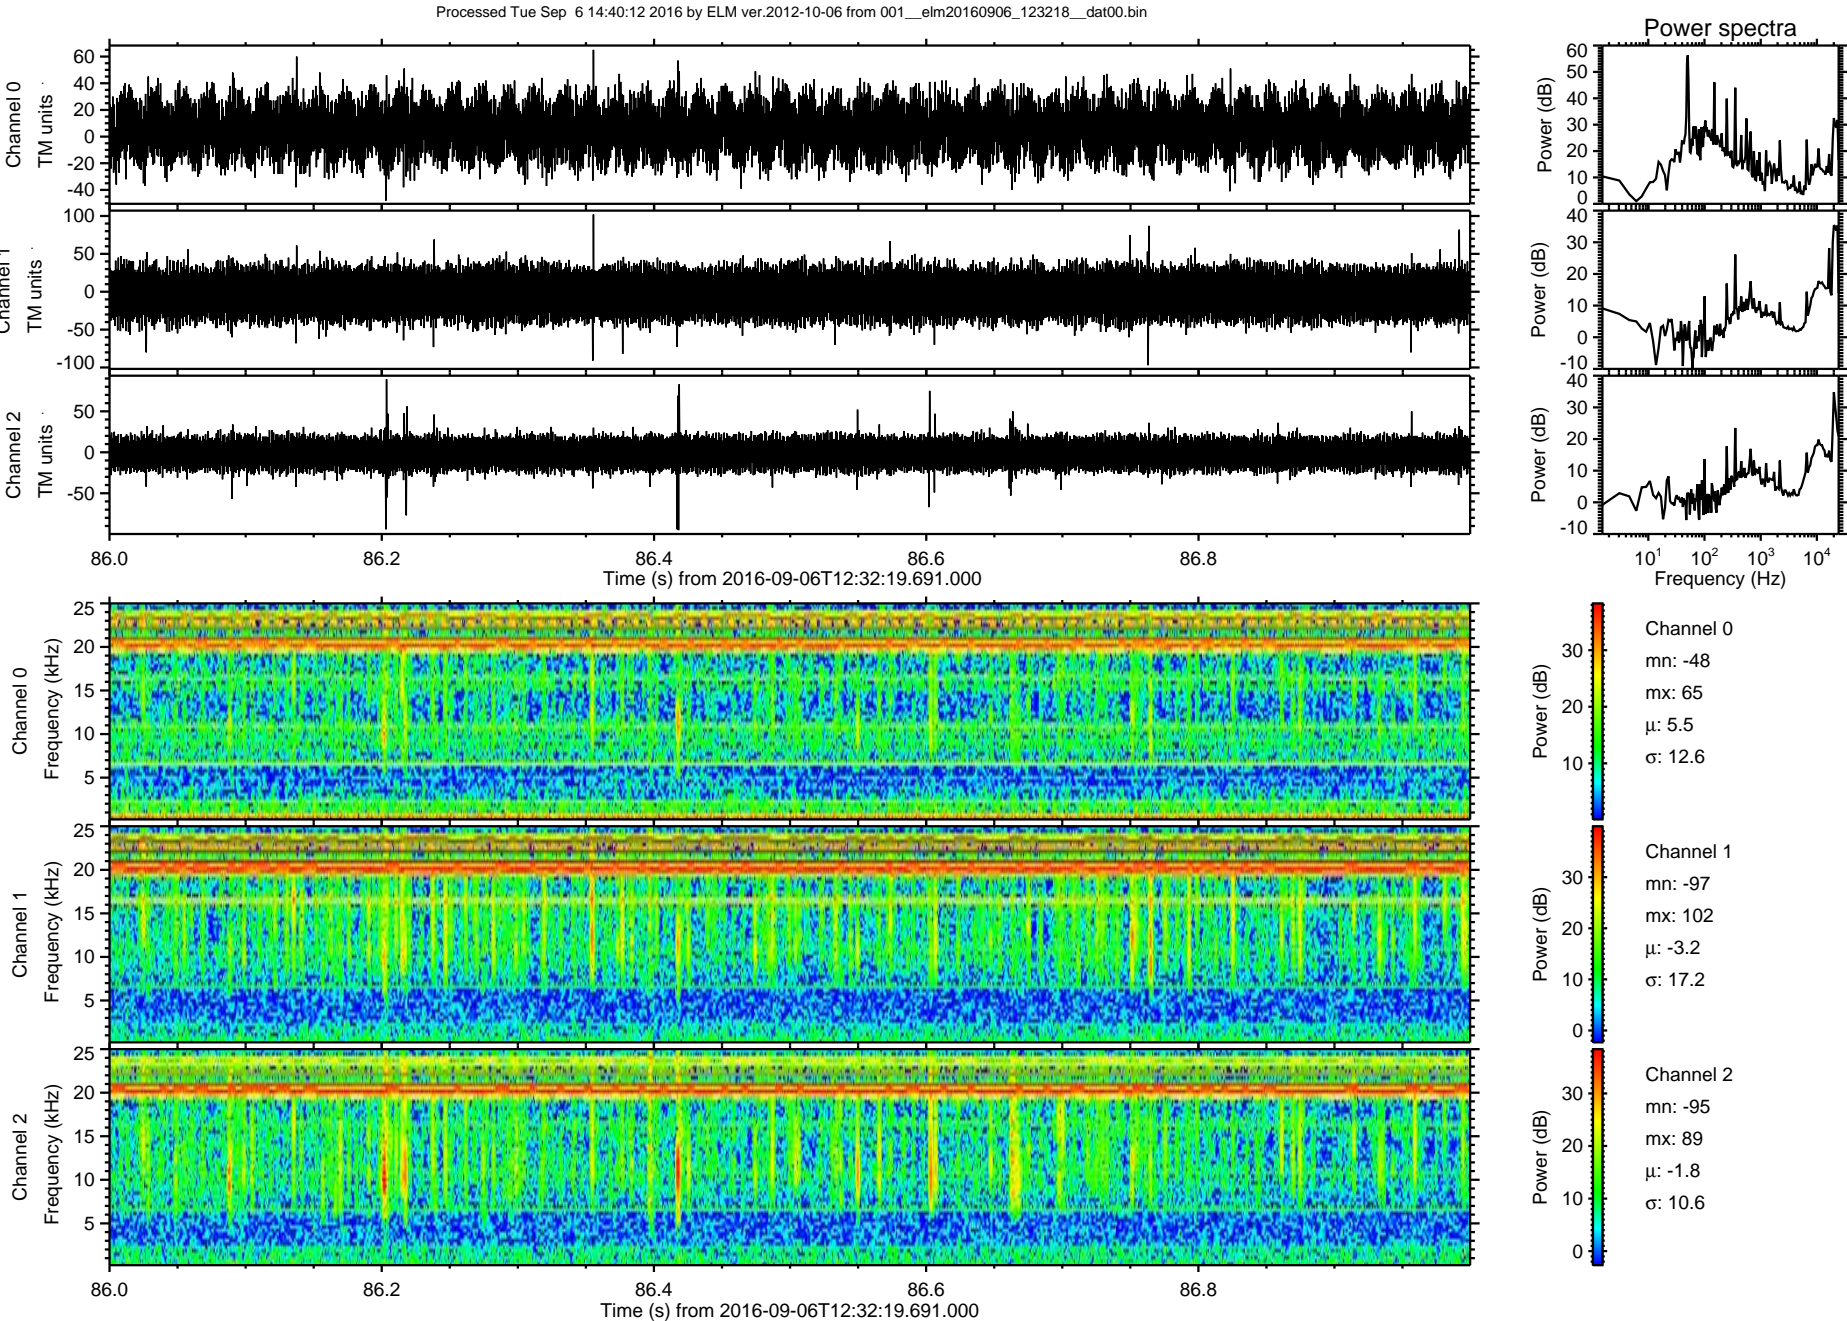 Processed Tue Sep  6 14:40:12 2016 by ELM ver.2012-10-06 from 001__elm20160906_123218__dat00.bin
Power spectra
Channel 0
TM units
60
40
20
0
-20
-40
Power (dB)
60
50
40
30
20
10
0
Channel 1
TM units
100
50
0
-50
-100
Power (dB)
40
30
20
10
0
-10
Channel 2
TM units
50
0
-50
Power (dB)
40
30
20
10
0
-10
86.0 86.2 86.4 86.6 86.8
Time (s) from 2016-09-06T12:32:19.691.000
10¹ 10² 10³ 10⁴
Frequency (Hz)
Channel 0
Frequency (kHz)
25
20
15
10
5
Power (dB)
30
20
10
Channel 0
mn: -48
mx: 65
μ: 5.5
σ: 12.6
Channel 1
Frequency (kHz)
25
20
15
10
5
Power (dB)
30
20
10
0
Channel 1
mn: -97
mx: 102
μ: -3.2
σ: 17.2
Channel 2
Frequency (kHz)
25
20
15
10
5
Power (dB)
30
20
10
0
Channel 2
mn: -95
mx: 89
μ: -1.8
σ: 10.6
86.0 86.2 86.4 86.6 86.8
Time (s) from 2016-09-06T12:32:19.691.000